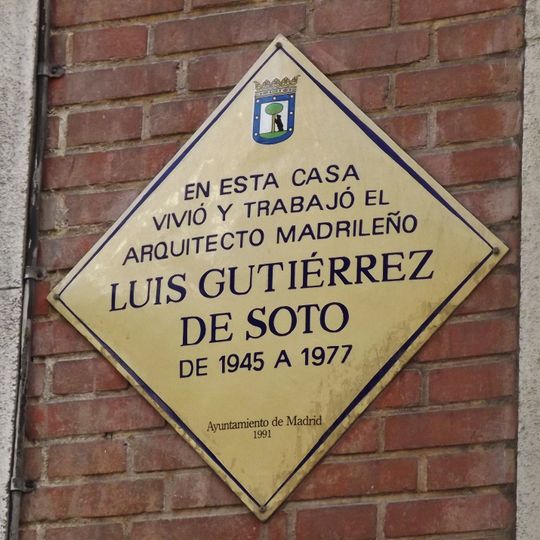 EN ESTA CASA
VIVIÓ Y TRABAJÓ EL
ARQUITECTO MADRILEÑO
LUIS GUTIÉRREZ
DE SOTO
DE 1945 A 1977
Ayuntamiento de Madrid
1991